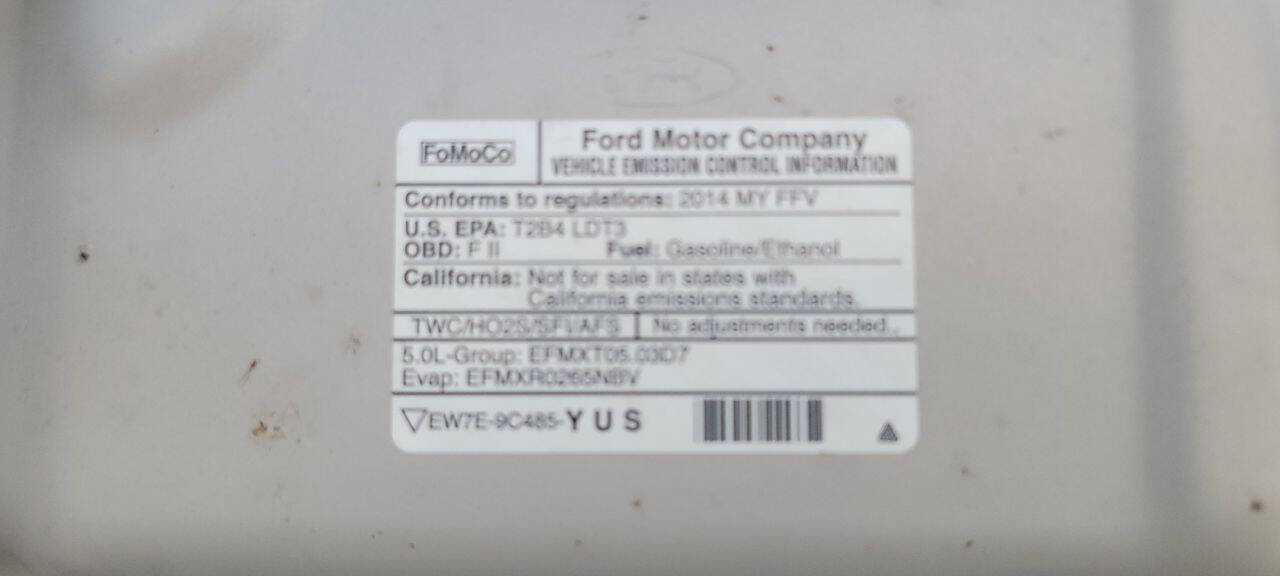 FoMoCo
Ford Motor Company
VEHICLE EMISSION CONTROL INFORMATION
Conforms to regulations: 2014 MY FFV
U.S. EPA: T2B4 LDT3
OBD: F II Fuel: Gasoline/Ethanol
California: Not for sale in states with
California emissions standards.
TWC/HO2S/SFI/AFS No adjustments needed.
5.0L-Group: EFMXT05.03D7
Evap: EFMXR0265NBV
EW7E-9C485-Y U S